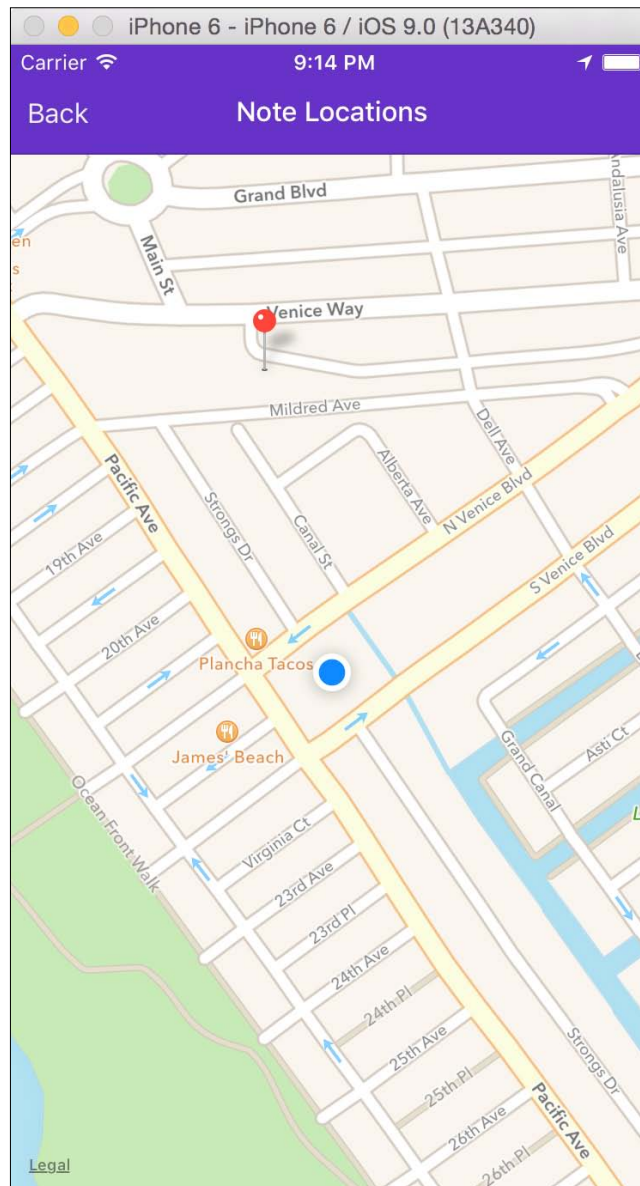 iPhone 6 - iPhone 6 / iOS 9.0 (13A340)
Carrier 9:14 PM
Back Note Locations
Grand Blvd
Andalusia Ave
en
s
Main St
Venice Way
Mildred Ave
Dell Ave
Alberta Ave
Pacific Ave
Strongs Dr
Canal St
N Venice Blvd
19th Ave
S Venice Blvd
20th Ave
Plancha Tacos
James' Beach
Grand Canal
Asti Ct
L
Ocean Front Walk
Virginia Ct
23rd Ave
23rd Pl
24th Ave
24th Pl
25th Ave
Strongs Dr
25th Pl
Pacific Ave
26th Ave
26th Pl
Legal